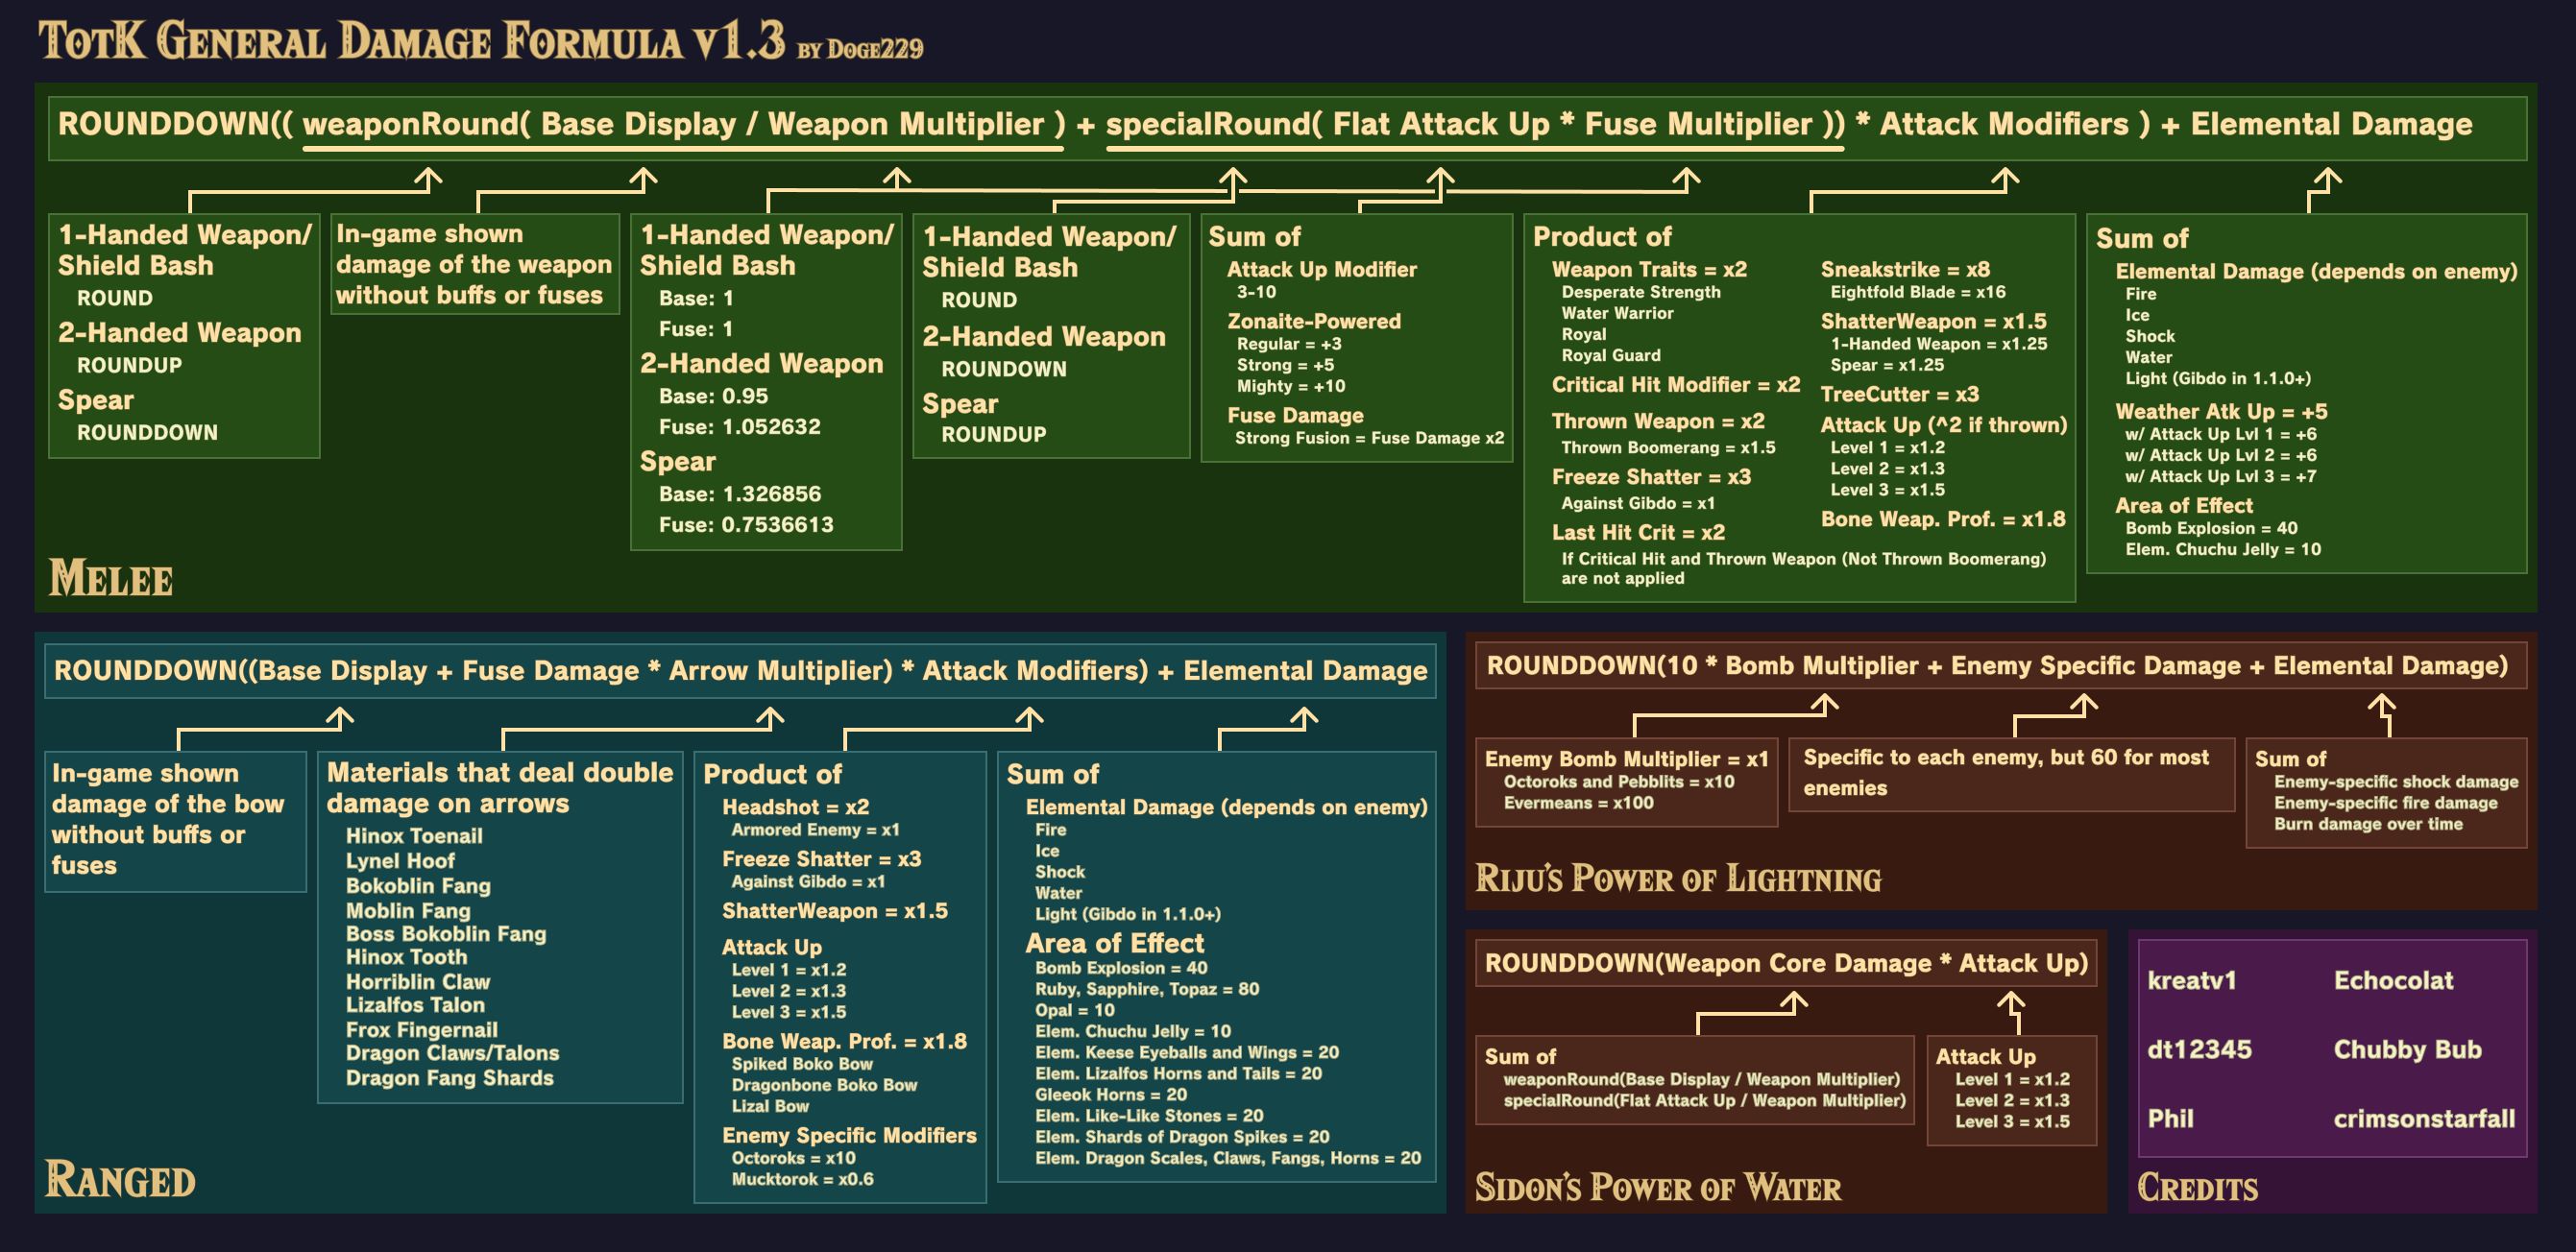 TotK General Damage Formula v1.3 by Doge229
ROUNDDOWN(( weaponRound( Base Display / Weapon Multiplier ) + specialRound( Flat Attack Up * Fuse Multiplier )) * Attack Modifiers ) + Elemental Damage
1-Handed Weapon/
Shield Bash
ROUND
2-Handed Weapon
ROUNDUP
Spear
ROUNDDOWN
In-game shown
damage of the weapon
without buffs or fuses
1-Handed Weapon/
Shield Bash
Base: 1
Fuse: 1
2-Handed Weapon
Base: 0.95
Fuse: 1.052632
Spear
Base: 1.326856
Fuse: 0.7536613
1-Handed Weapon/
Shield Bash
ROUND
2-Handed Weapon
ROUNDOWN
Spear
ROUNDUP
Sum of
Attack Up Modifier
3-10
Zonaite-Powered
Regular = +3
Strong = +5
Mighty = +10
Fuse Damage
Strong Fusion = Fuse Damage x2
Product of
Weapon Traits = x2
Desperate Strength
Water Warrior
Royal
Royal Guard
Critical Hit Modifier = x2
Thrown Weapon = x2
Thrown Boomerang = x1.5
Freeze Shatter = x3
Against Gibdo = x1
Last Hit Crit = x2
If Critical Hit and Thrown Weapon (Not Thrown Boomerang)
are not applied
Sneakstrike = x8
Eightfold Blade = x16
ShatterWeapon = x1.5
1-Handed Weapon = x1.25
Spear = x1.25
TreeCutter = x3
Attack Up (^2 if thrown)
Level 1 = x1.2
Level 2 = x1.3
Level 3 = x1.5
Bone Weap. Prof. = x1.8
Sum of
Elemental Damage (depends on enemy)
Fire
Ice
Shock
Water
Light (Gibdo in 1.1.0+)
Weather Atk Up = +5
w/ Attack Up Lvl 1 = +6
w/ Attack Up Lvl 2 = +6
w/ Attack Up Lvl 3 = +7
Area of Effect
Bomb Explosion = 40
Elem. Chuchu Jelly = 10
Melee
ROUNDDOWN((Base Display + Fuse Damage * Arrow Multiplier) * Attack Modifiers) + Elemental Damage
In-game shown
damage of the bow
without buffs or
fuses
Materials that deal double
damage on arrows
Hinox Toenail
Lynel Hoof
Bokoblin Fang
Moblin Fang
Boss Bokoblin Fang
Hinox Tooth
Horriblin Claw
Lizalfos Talon
Frox Fingernail
Dragon Claws/Talons
Dragon Fang Shards
Product of
Headshot = x2
Armored Enemy = x1
Freeze Shatter = x3
Against Gibdo = x1
ShatterWeapon = x1.5
Attack Up
Level 1 = x1.2
Level 2 = x1.3
Level 3 = x1.5
Bone Weap. Prof. = x1.8
Spiked Boko Bow
Dragonbone Boko Bow
Lizal Bow
Enemy Specific Modifiers
Octoroks = x10
Mucktorok = x0.6
Sum of
Elemental Damage (depends on enemy)
Fire
Ice
Shock
Water
Light (Gibdo in 1.1.0+)
Area of Effect
Bomb Explosion = 40
Ruby, Sapphire, Topaz = 80
Opal = 10
Elem. Chuchu Jelly = 10
Elem. Keese Eyeballs and Wings = 20
Elem. Lizalfos Horns and Tails = 20
Gleeok Horns = 20
Elem. Like-Like Stones = 20
Elem. Shards of Dragon Spikes = 20
Elem. Dragon Scales, Claws, Fangs, Horns = 20
Ranged
ROUNDDOWN(10 * Bomb Multiplier + Enemy Specific Damage + Elemental Damage)
Enemy Bomb Multiplier = x1
Octoroks and Pebblits = x10
Evermeans = x100
Specific to each enemy, but 60 for most
enemies
Sum of
Enemy-specific shock damage
Enemy-specific fire damage
Burn damage over time
Riju's Power of Lightning
ROUNDDOWN(Weapon Core Damage * Attack Up)
Sum of
weaponRound(Base Display / Weapon Multiplier)
specialRound(Flat Attack Up / Weapon Multiplier)
Attack Up
Level 1 = x1.2
Level 2 = x1.3
Level 3 = x1.5
Sidon's Power of Water
kreatv1
Echocolat
dt12345
Chubby Bub
Phil
crimsonstarfall
Credits